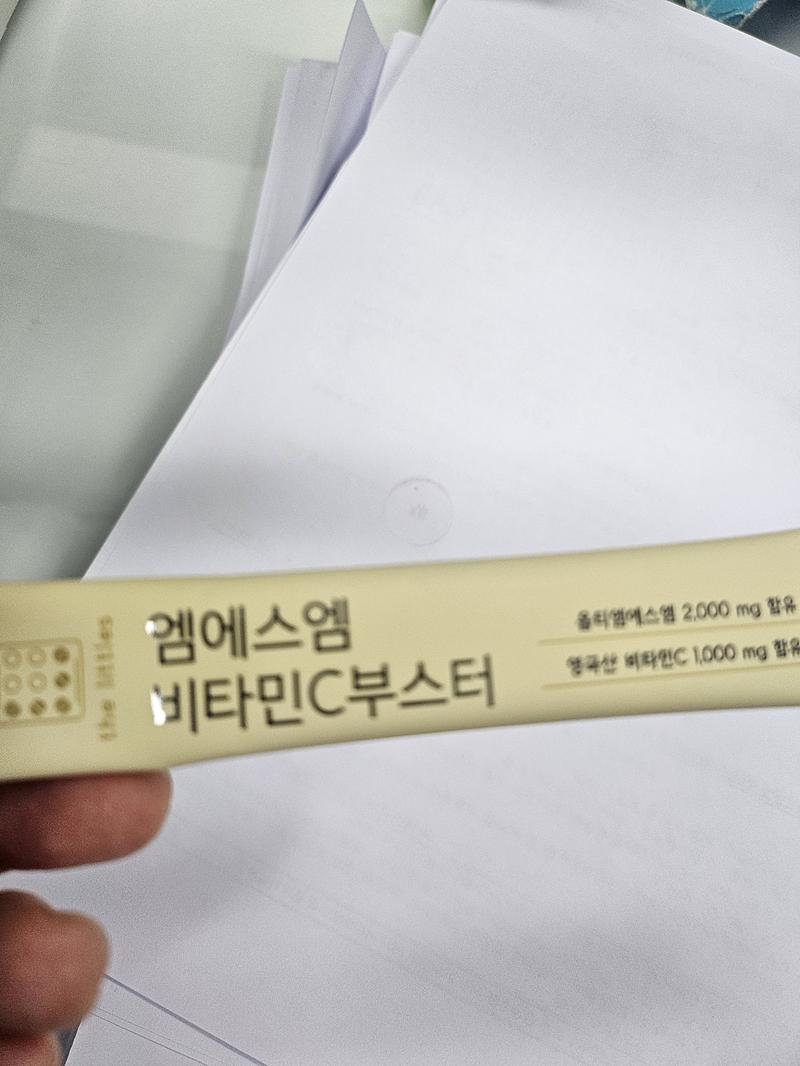 the littles
엠에스엠
비타민C부스터
옵티엠에스엠 2,000 mg 함유
영국산 비타민C 1,000 mg 함유